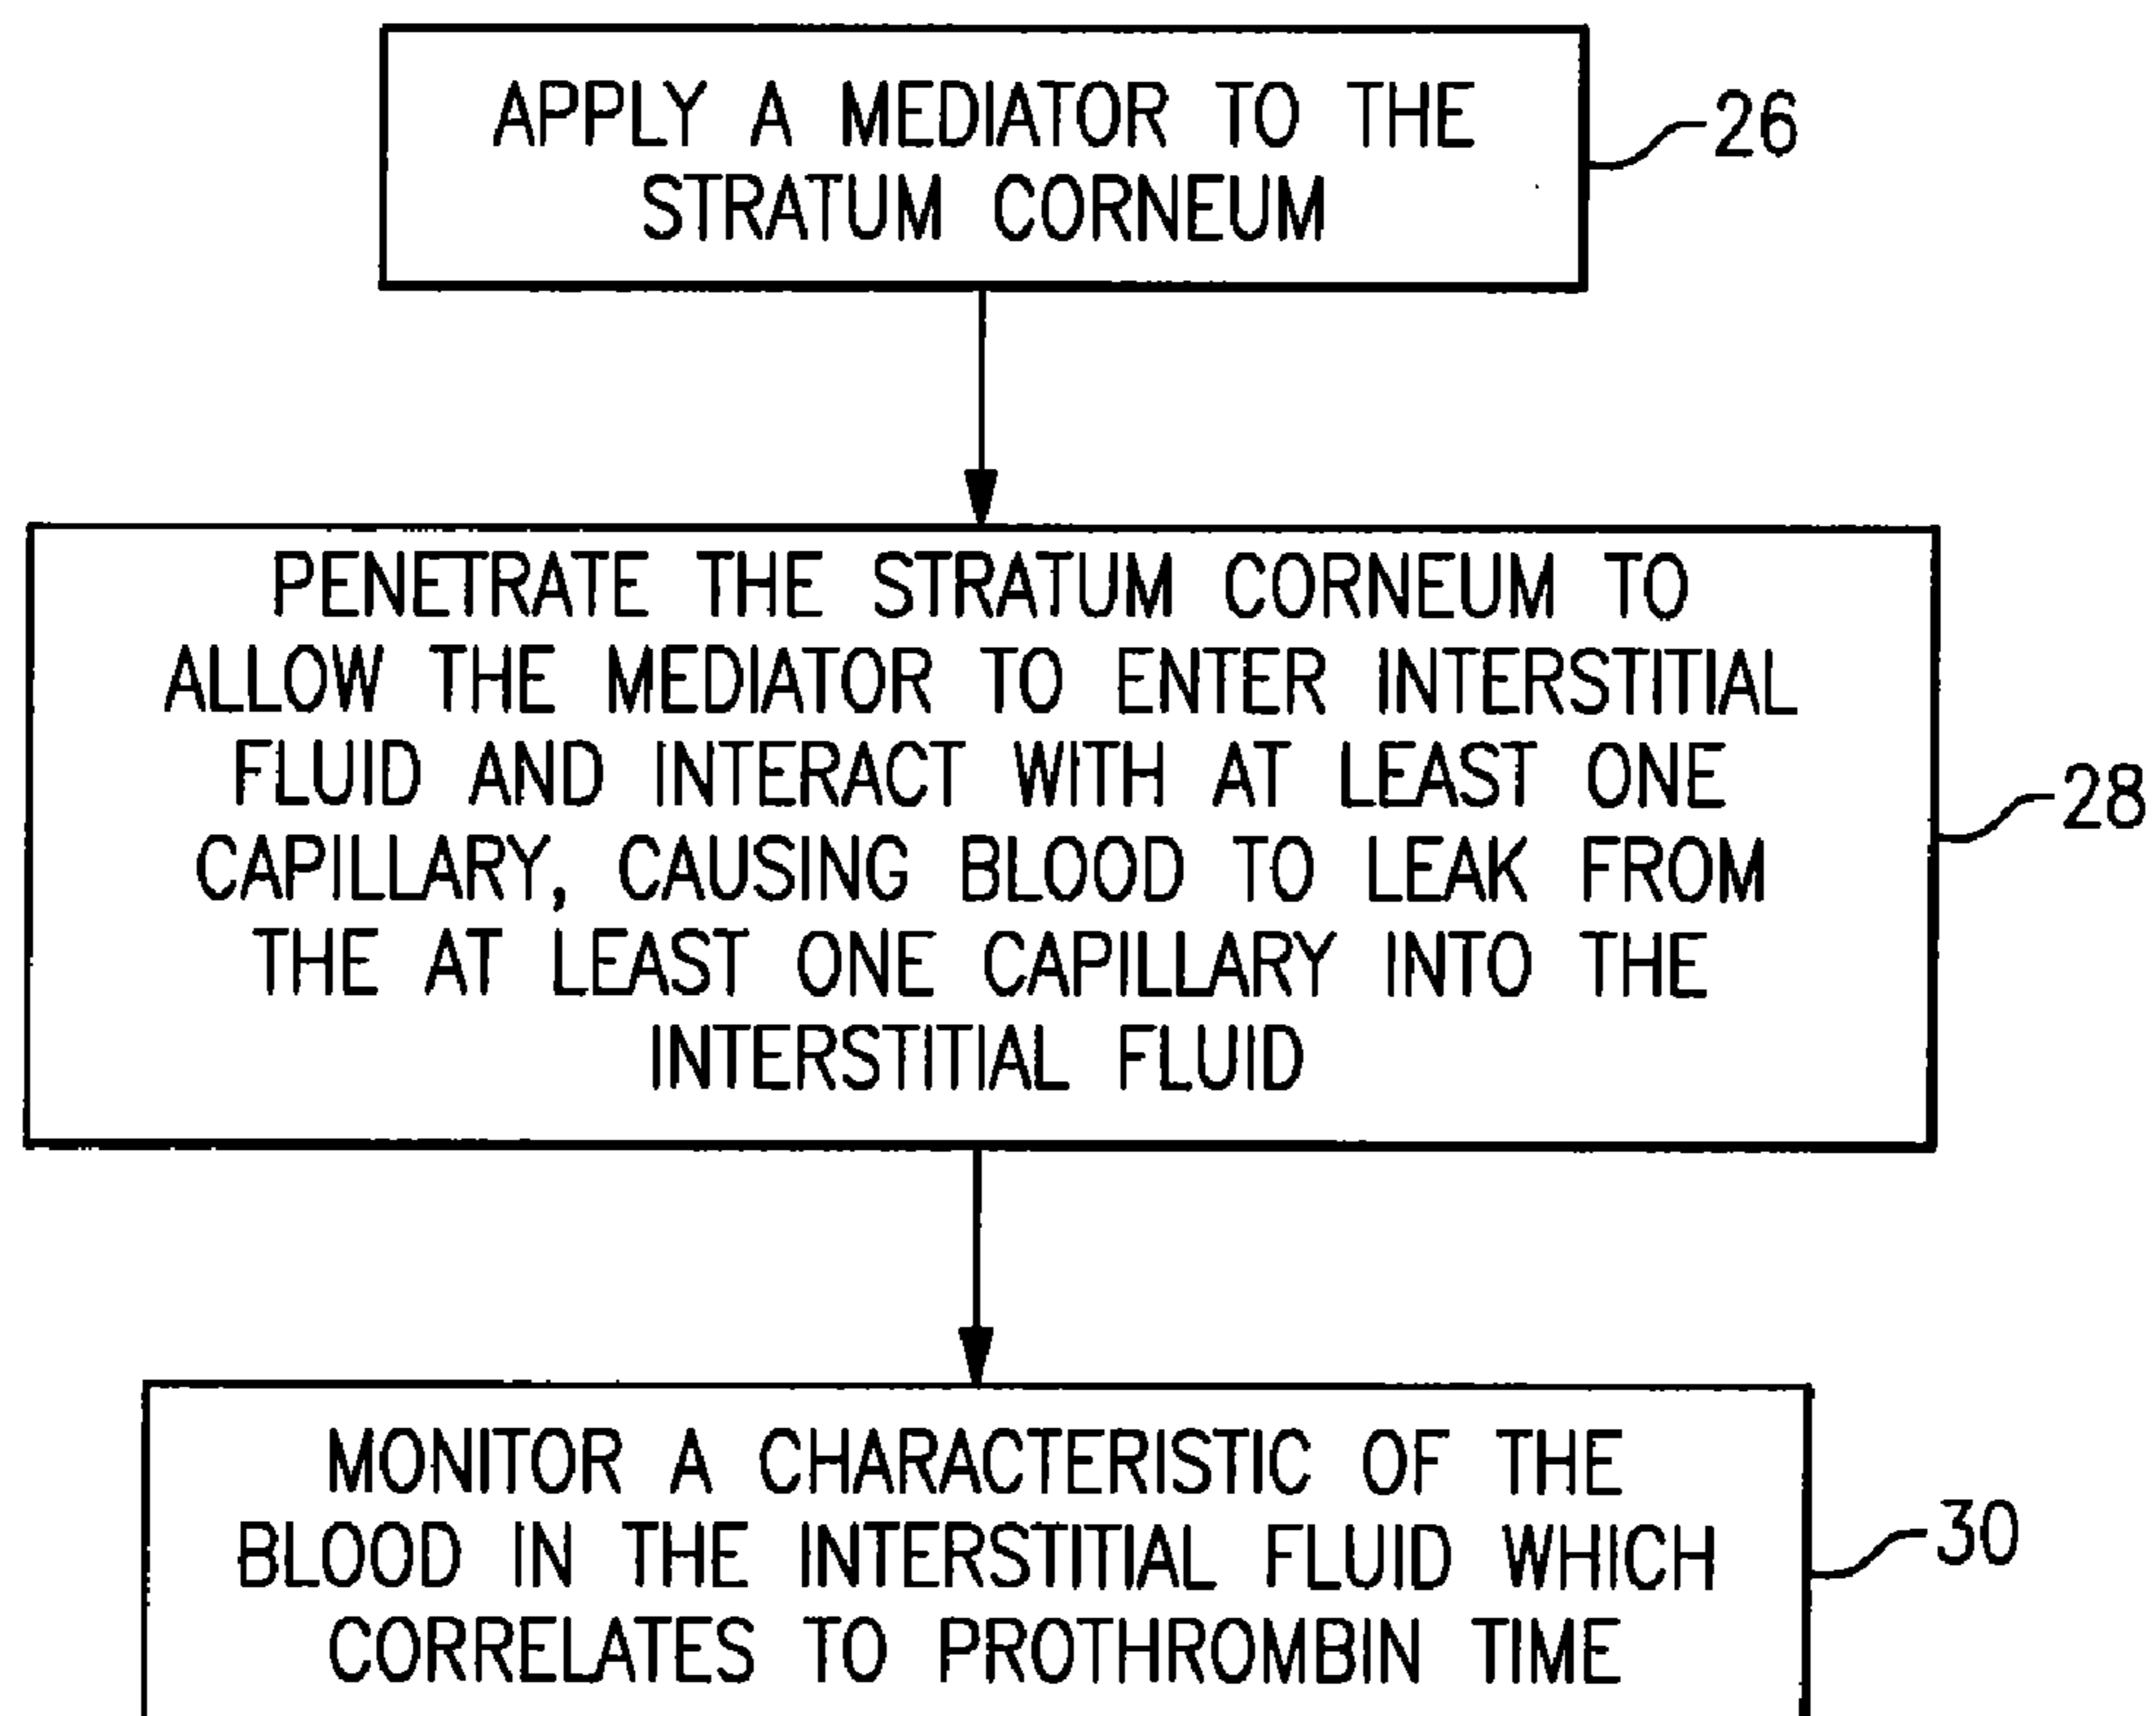 APPLY A MEDIATOR TO THE
STRATUM CORNEUM
26
PENETRATE THE STRATUM CORNEUM TO
ALLOW THE MEDIATOR TO ENTER INTERSTITIAL
FLUID AND INTERACT WITH AT LEAST ONE
CAPILLARY, CAUSING BLOOD TO LEAK FROM
THE AT LEAST ONE CAPILLARY INTO THE
INTERSTITIAL FLUID
28
MONITOR A CHARACTERISTIC OF THE
BLOOD IN THE INTERSTITIAL FLUID WHICH
CORRELATES TO PROTHROMBIN TIME
30